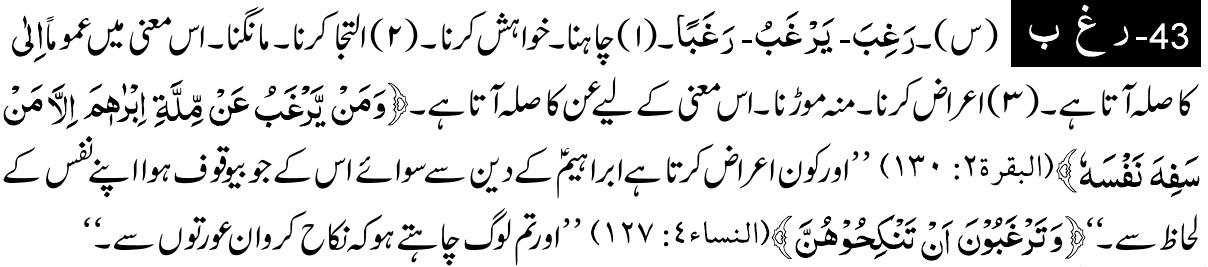 43-ر غ ب (س)۔رَغِبَ-یَرْغَبُ-رَغَبًا۔(۱) چاہنا۔خواہش کرنا۔(۲) التجا کرنا۔ مانگنا۔اس معنی میں عموماً اِلٰی
کا صلہ آتا ہے۔(۳) اعراض کرنا۔ منہ موڑنا۔اس معنی کے لیے عن کا صلہ آتا ہے۔﴿وَمَنْ یَّرْغَبُ عَنْ مِّلَّةِ اِبْرٰهٖمَ اِلَّا مَنْ
سَفِهَ نَفْسَهٗ﴾(البقرۃ۲: ۱۳۰) ’’اور کون اعراض کرتا ہے ابراہیمؑ کے دین سے سوائے اس کے جو بیوقوف ہوا اپنے نفس کے
لحاظ سے۔‘‘﴿وَتَرْغَبُوْنَ اَنْ تَنْکِحُوْهُنَّ﴾(النساء٤: ۱۲۷) ’’اور تم لوگ چاہتے ہو کہ نکاح کرو ان عورتوں سے۔‘‘